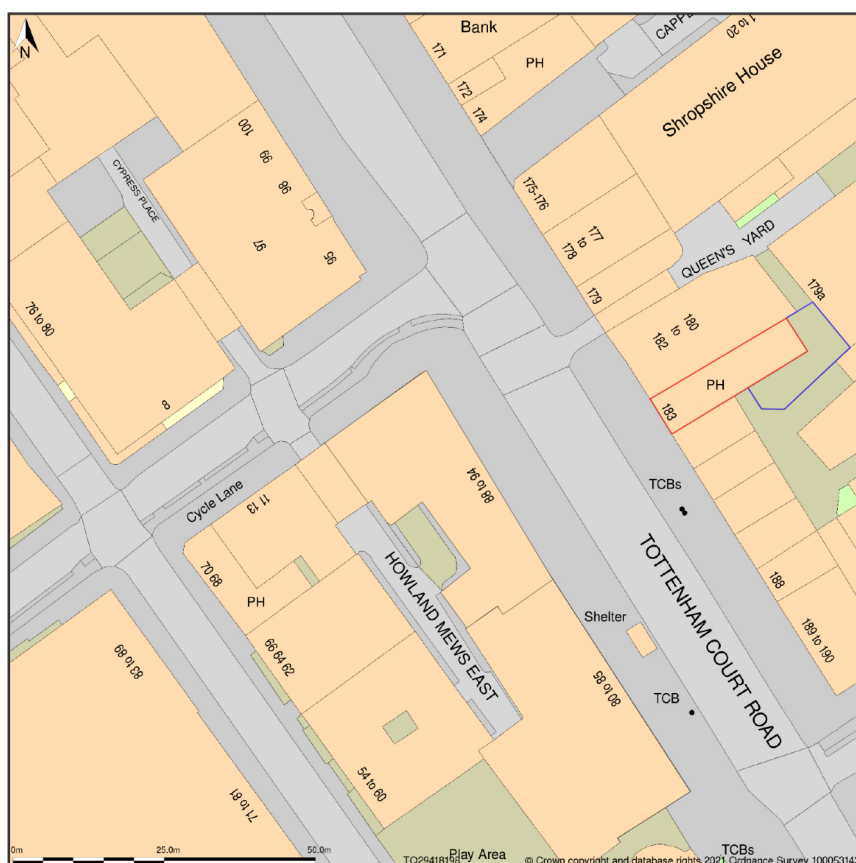 N
Bank
171
PH
172
174
CAPPE
1 to 20
Shropshire House
100
99
98
97
95
CYPRESS PLACE
175-176
177
to
178
179
QUEEN'S YARD
179a
180
to
182
76 to 80
8
PH
183
88 to 94
TCBs
Cycle Lane
11 13
70 68
PH
HOWLAND MEWS EAST
TOTTENHAM COURT ROAD
188
189 to 190
Shelter
66 64 62
83 to 89
80 to 85
TCB
54 to 60
71 to 81
Play Area
TCBs
0m
25.0m
50.0m
© Crown copyright and database rights 2021 Ordnance Survey